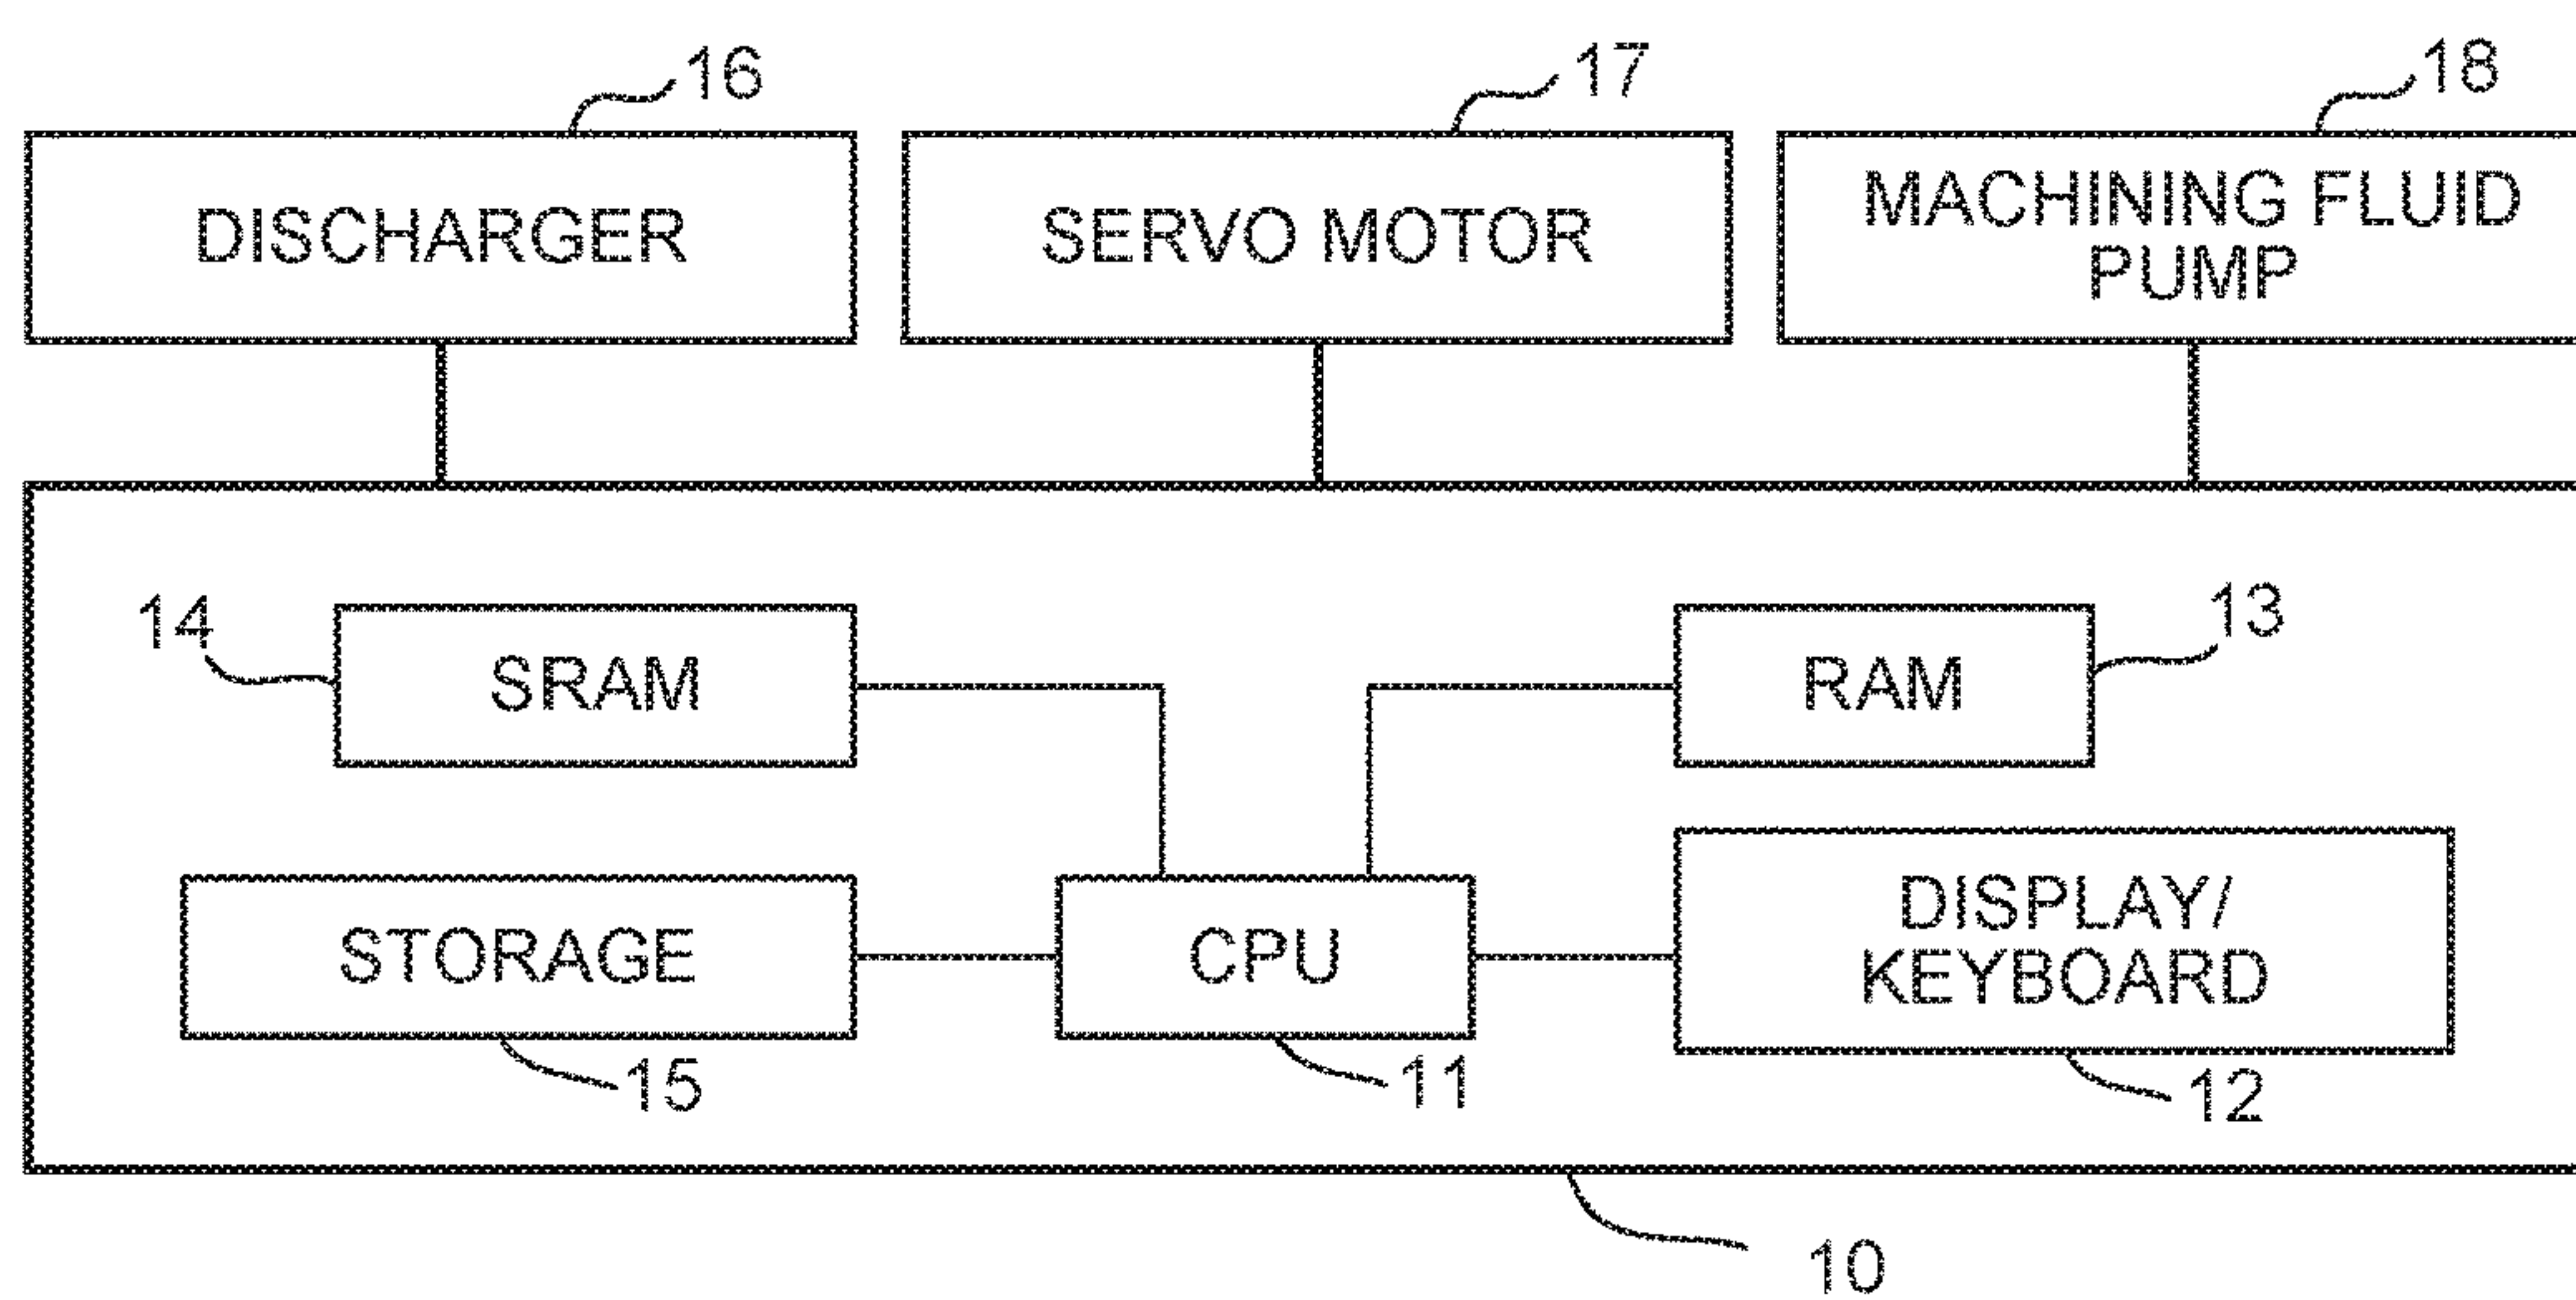 16
17
18
DISCHARGER
SERVO MOTOR
MACHINING FLUID
PUMP
14
13
SRAM
RAM
STORAGE
CPU
DISPLAY/
KEYBOARD
15
11
12
10